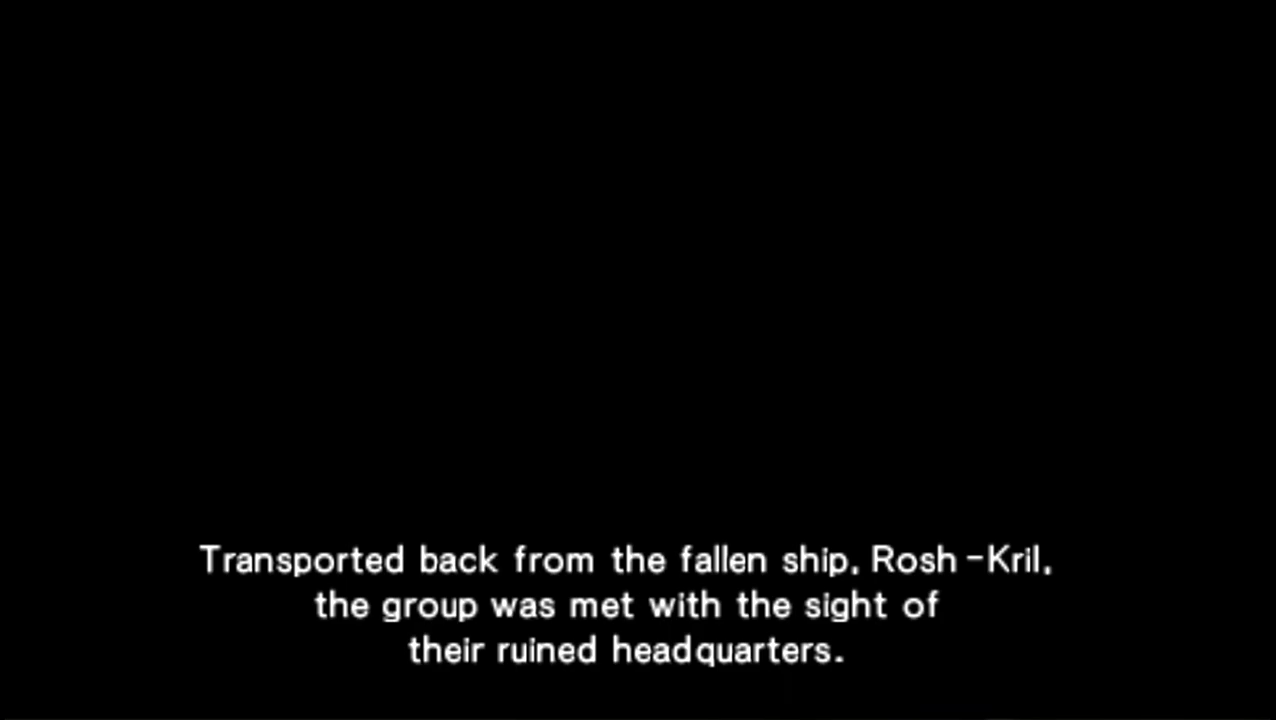 Transported back from the fallen ship, Rosh-Kril,
the group was met with the sight of
their ruined headquarters.